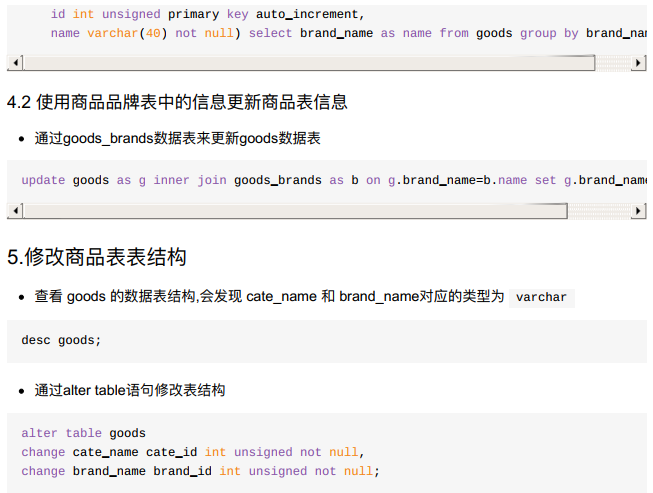 id int unsigned primary key auto_increment,
name varchar(40) not null) select brand_name as name from goods group by brand_na
4.2 使用商品品牌表中的信息更新商品表信息
通过goods_brands数据表来更新goods数据表
update goods as g inner join goods_brands as b on g.brand_name=b.name set g.brand_name
5.修改商品表表结构
查看 goods 的数据表结构,会发现 cate_name 和 brand_name对应的类型为 varchar
desc goods;
通过alter table语句修改表结构
alter table goods
change cate_name cate_id int unsigned not null,
change brand_name brand_id int unsigned not null;